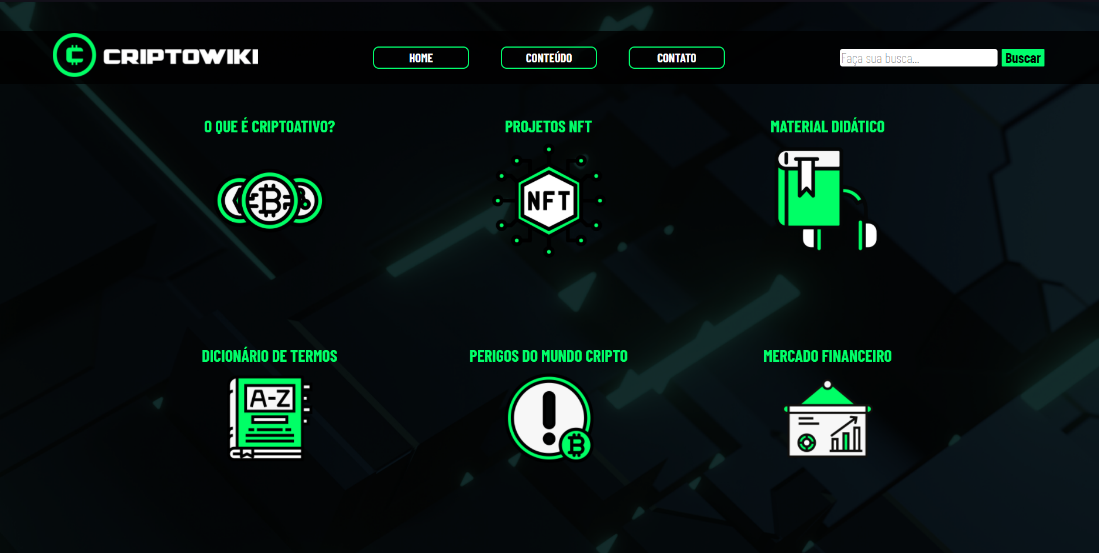 CRIPTOWIKI
HOME
CONTEÚDO
CONTATO
Faça sua busca...
Buscar
O QUE É CRIPTOATIVO?
PROJETOS NFT
MATERIAL DIDÁTICO
NFT
DICIONÁRIO DE TERMOS
PERIGOS DO MUNDO CRIPTO
MERCADO FINANCEIRO
A-Z